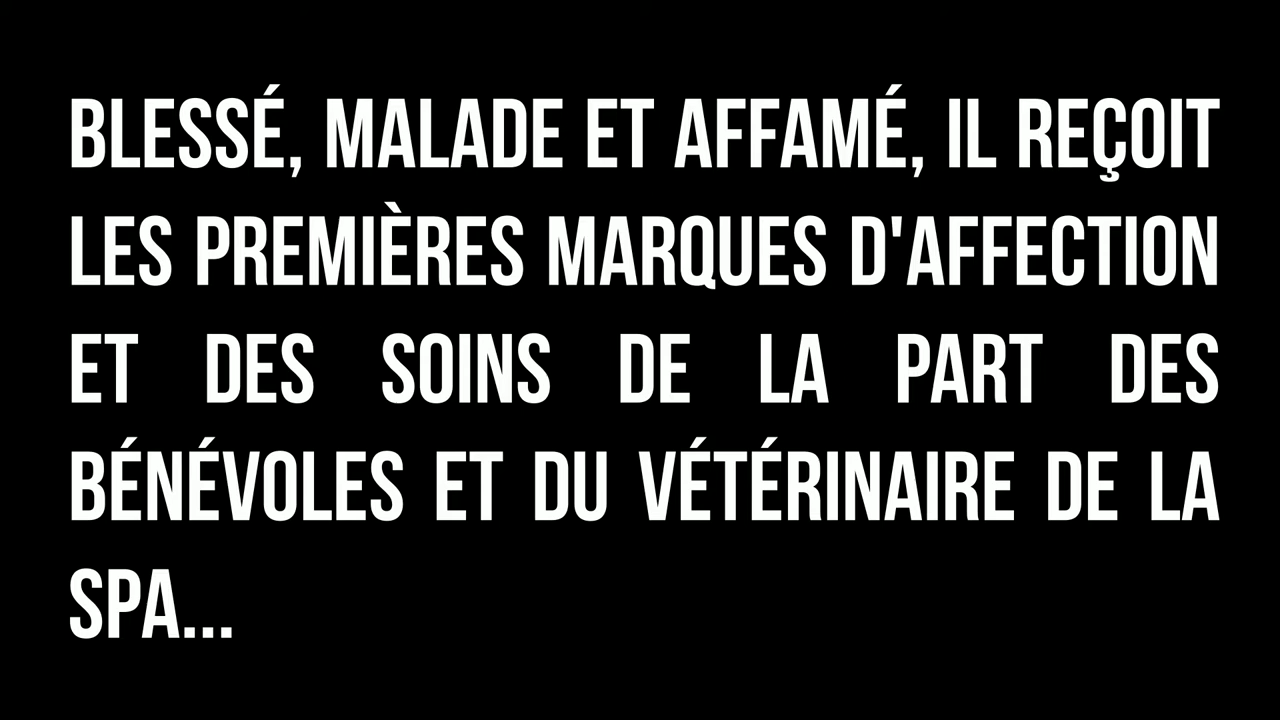 BLESSÉ, MALADE ET AFFAMÉ, IL REÇOIT
LES PREMIÈRES MARQUES D'AFFECTION
ET DES SOINS DE LA PART DES
BÉNÉVOLES ET DU VÉTÉRINAIRE DE LA
SPA...